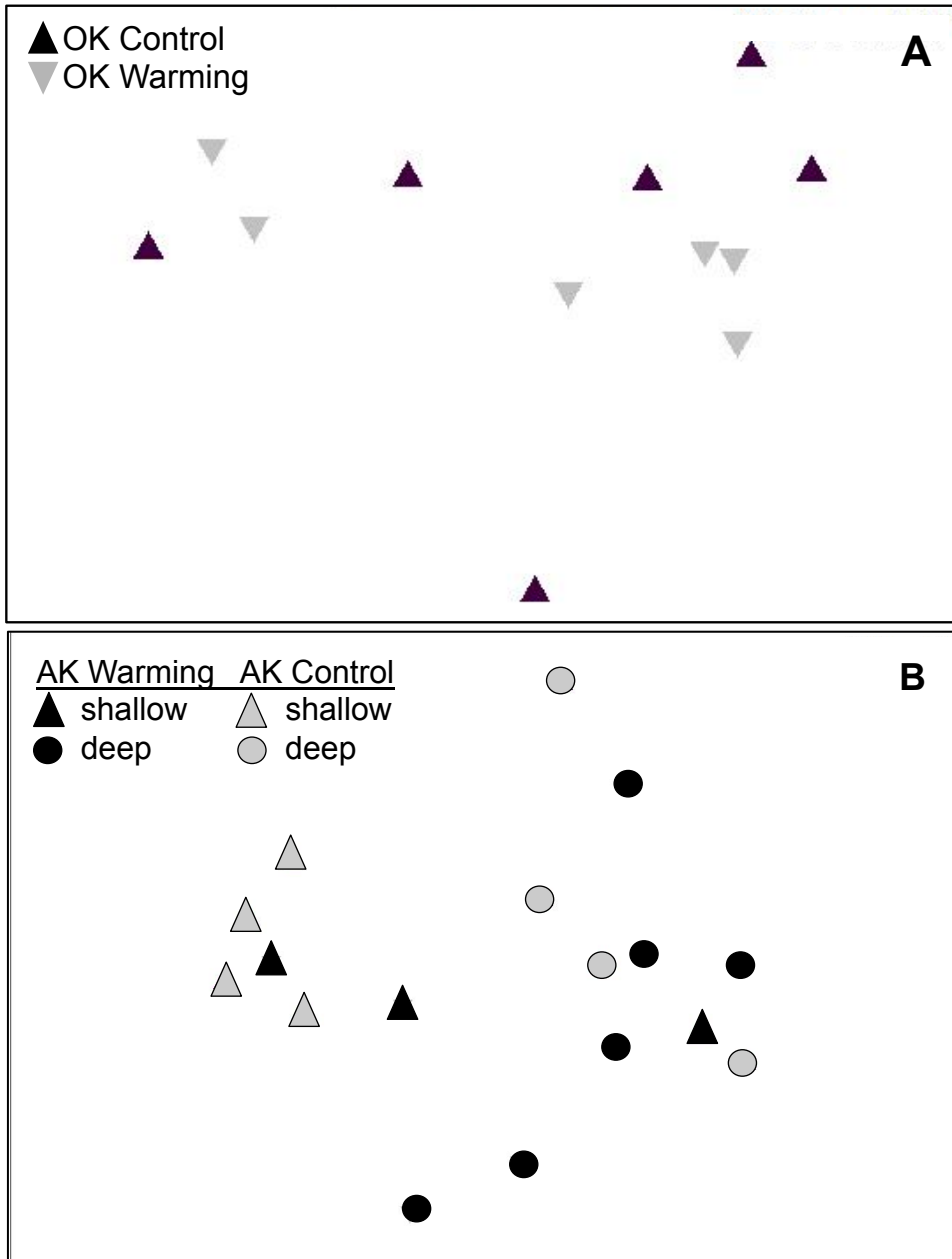 OK Control
OK Warming
A
AK Warming AK Control
shallow shallow
deep deep
B